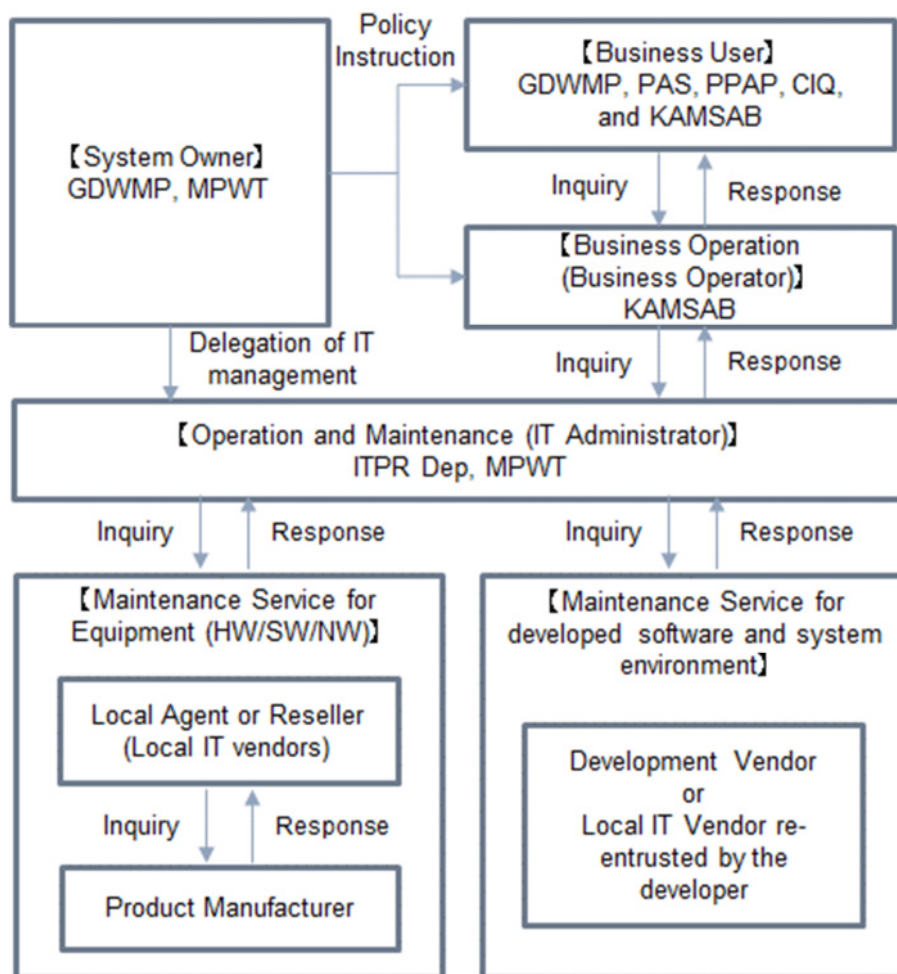 Policy
Instruction
【System Owner】
GDWMP, MPWT
【Business User】
GDWMP, PAS, PPAP, CIQ,
and KAMSAB
Inquiry
Response
【Business Operation
(Business Operator)】
KAMSAB
Delegation of IT
management
Inquiry
Response
【Operation and Maintenance (IT Administrator)】
ITPR Dep, MPWT
Inquiry
Response
Inquiry
Response
【Maintenance Service for
Equipment (HW/SW/NW)】
Local Agent or Reseller
(Local IT vendors)
Inquiry
Response
Product Manufacturer
【Maintenance Service for
developed software and system
environment】
Development Vendor
or
Local IT Vendor re-
entrusted by the
developer